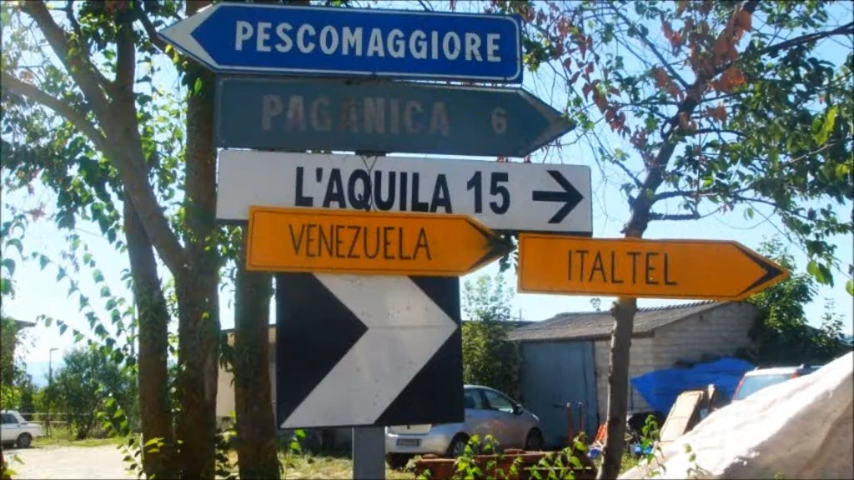 PESCOMAGGIORE
PAGANICA 6
L'AQUILA 15
VENEZUELA
ITALTEL